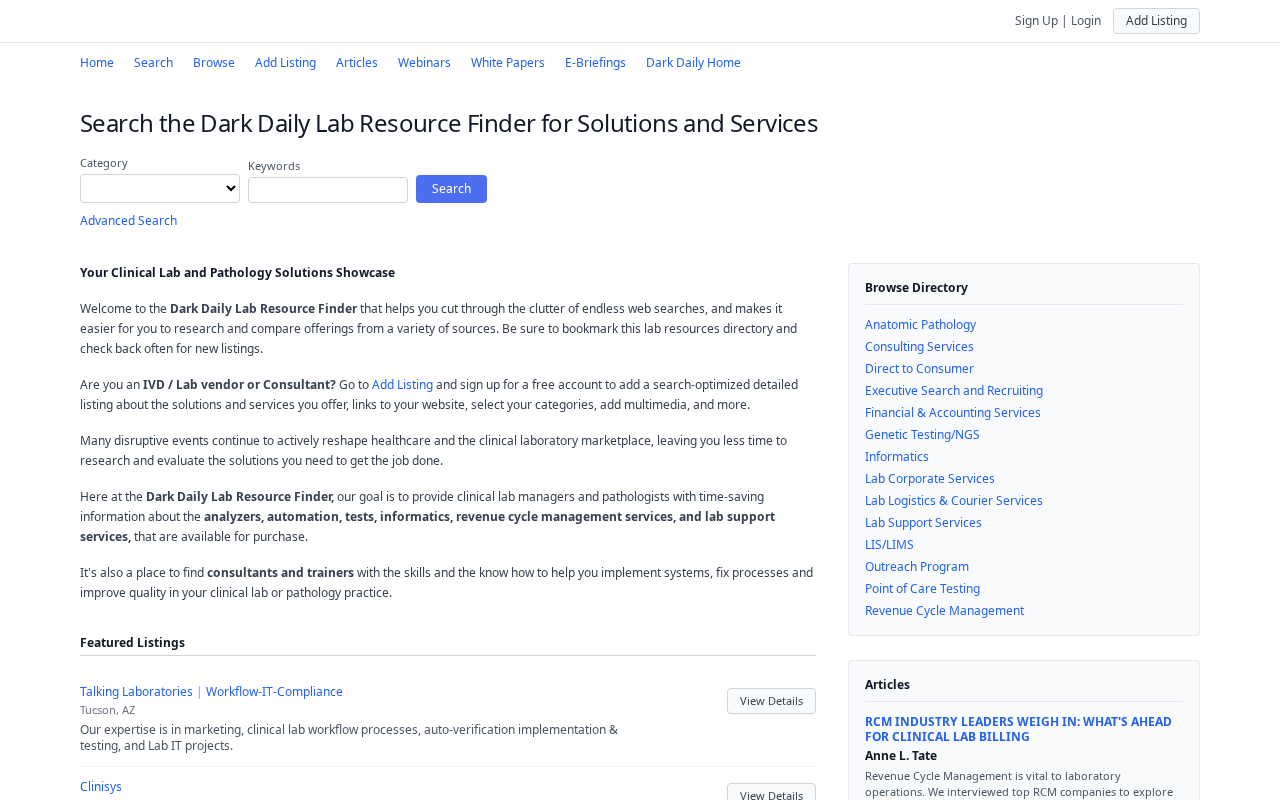 Sign Up | Login
Add Listing
Home Search Browse Add Listing Articles Webinars White Papers E-Briefings Dark Daily Home
Search the Dark Daily Lab Resource Finder for Solutions and Services
Category
Keywords
Search
Advanced Search
Your Clinical Lab and Pathology Solutions Showcase
Welcome to the Dark Daily Lab Resource Finder that helps you cut through the clutter of endless web searches, and makes it
easier for you to research and compare offerings from a variety of sources. Be sure to bookmark this lab resources directory and
check back often for new listings.
Are you an IVD / Lab vendor or Consultant? Go to Add Listing and sign up for a free account to add a search-optimized detailed
listing about the solutions and services you offer, links to your website, select your categories, add multimedia, and more.
Many disruptive events continue to actively reshape healthcare and the clinical laboratory marketplace, leaving you less time to
research and evaluate the solutions you need to get the job done.
Here at the Dark Daily Lab Resource Finder, our goal is to provide clinical lab managers and pathologists with time-saving
information about the analyzers, automation, tests, informatics, revenue cycle management services, and lab support
services, that are available for purchase.
It's also a place to find consultants and trainers with the skills and the know how to help you implement systems, fix processes and
improve quality in your clinical lab or pathology practice.
Featured Listings
Talking Laboratories | Workflow-IT-Compliance
Tucson, AZ
Our expertise is in marketing, clinical lab workflow processes, auto-verification implementation &
testing, and Lab IT projects.
View Details
Clinisys
View Details
Browse Directory
Anatomic Pathology
Consulting Services
Direct to Consumer
Executive Search and Recruiting
Financial & Accounting Services
Genetic Testing/NGS
Informatics
Lab Corporate Services
Lab Logistics & Courier Services
Lab Support Services
LIS/LIMS
Outreach Program
Point of Care Testing
Revenue Cycle Management
Articles
RCM INDUSTRY LEADERS WEIGH IN: WHAT'S AHEAD
FOR CLINICAL LAB BILLING
Anne L. Tate
Revenue Cycle Management is vital to laboratory
operations. We interviewed top RCM companies to explore